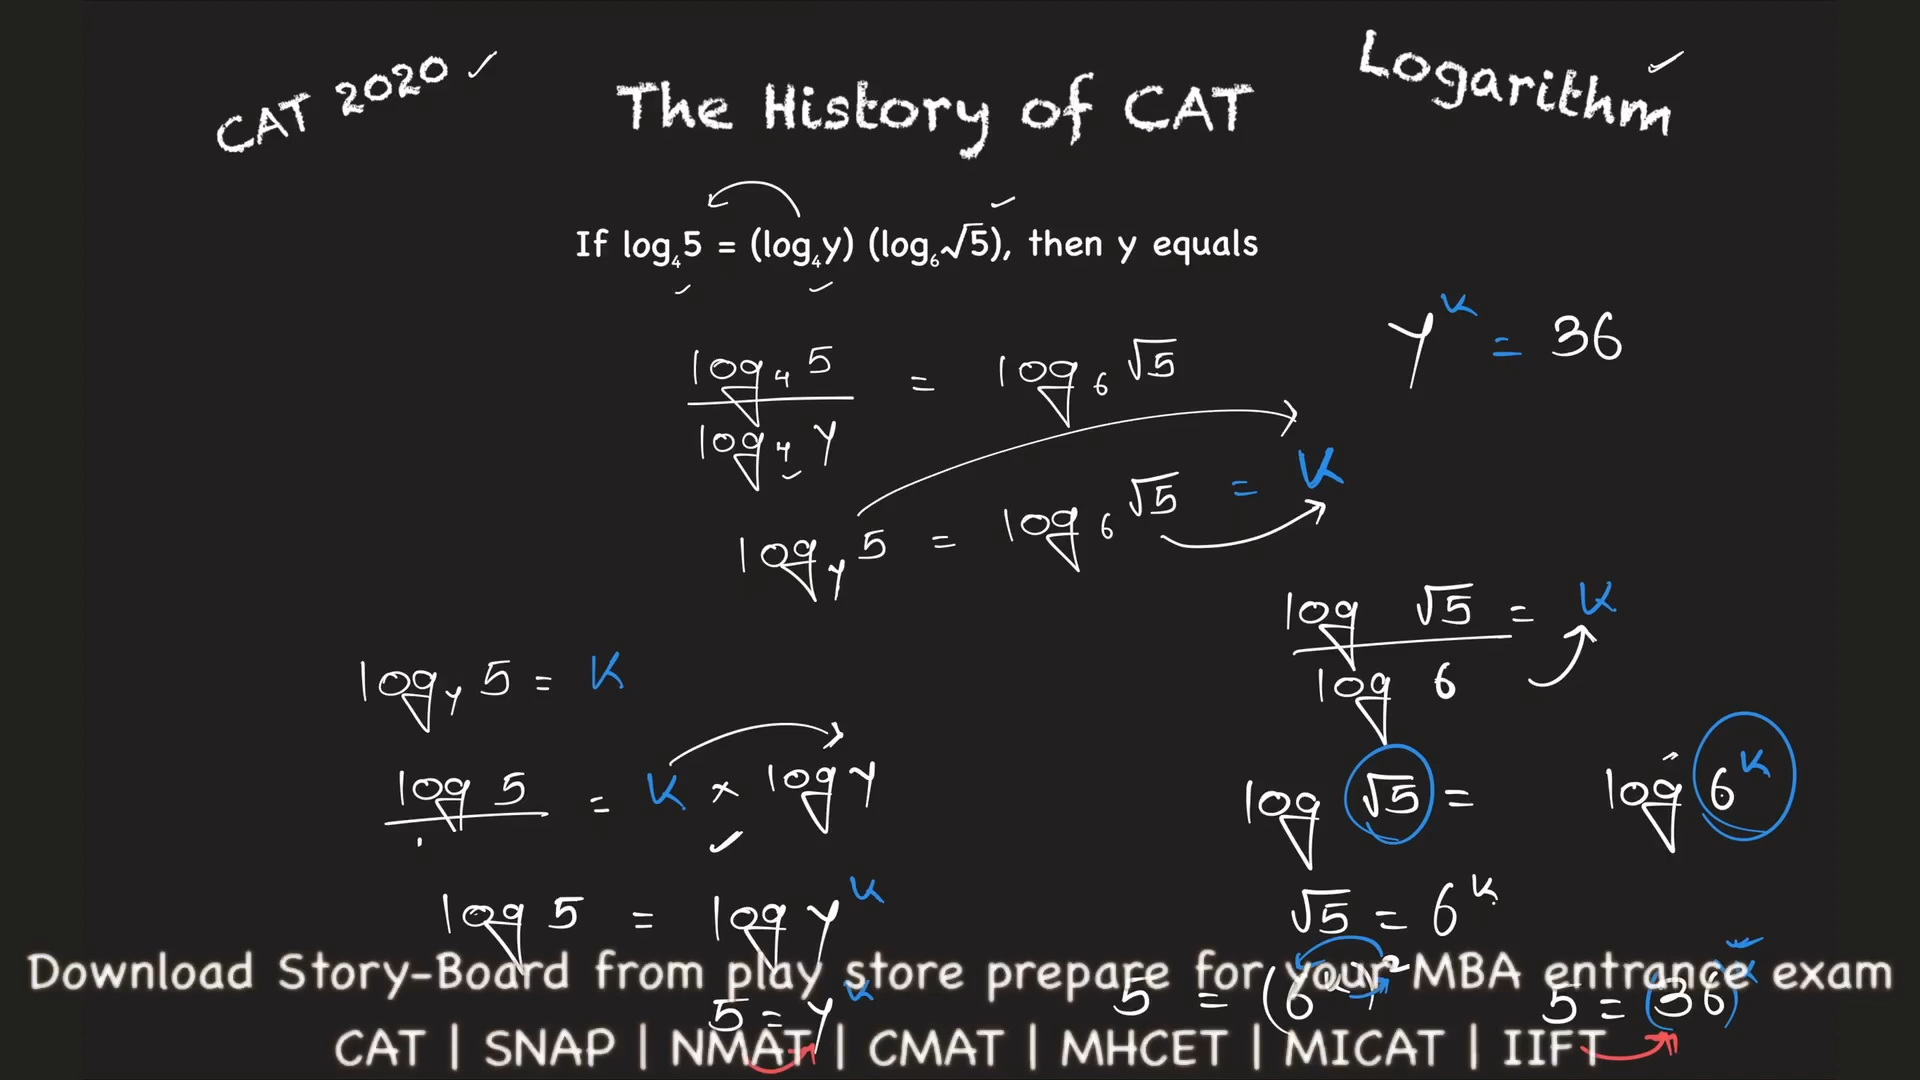 CAT 2020 ✓
The History of CAT
Logarithm ✓
If log₄5 = (log₄y) (log₆√5), then y equals
y^k = 36
log₄ 5 / log₄ y = log₆ √5
log_y 5 = log₆ √5 = k
log √5 / log 6 = k
log_y 5 = k
log 5 = k × log y
log √5 = log 6^k
log 5 = log y^k
√5 = 6^k
5 = y^k
5 = (6^k)²
5 = (36)^k
Download Story-Board from play store prepare for your MBA entrance exam
CAT | SNAP | NMAT | CMAT | MHCET | MICAT | IIFT